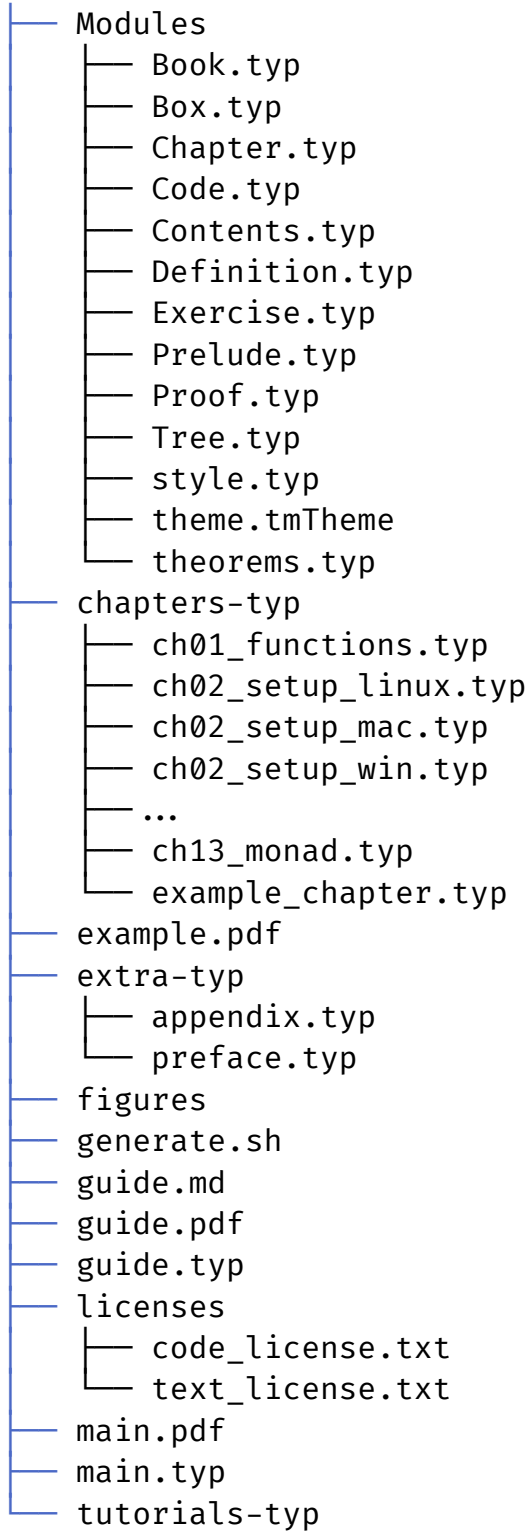 Modules
Book.typ
Box.typ
Chapter.typ
Code.typ
Contents.typ
Definition.typ
Exercise.typ
Prelude.typ
Proof.typ
Tree.typ
style.typ
theme.tmTheme
theorems.typ
chapters-typ
ch01_functions.typ
ch02_setup_linux.typ
ch02_setup_mac.typ
ch02_setup_win.typ
...
ch13_monad.typ
example_chapter.typ
example.pdf
extra-typ
appendix.typ
preface.typ
figures
generate.sh
guide.md
guide.pdf
guide.typ
licenses
code_license.txt
text_license.txt
main.pdf
main.typ
tutorials-typ